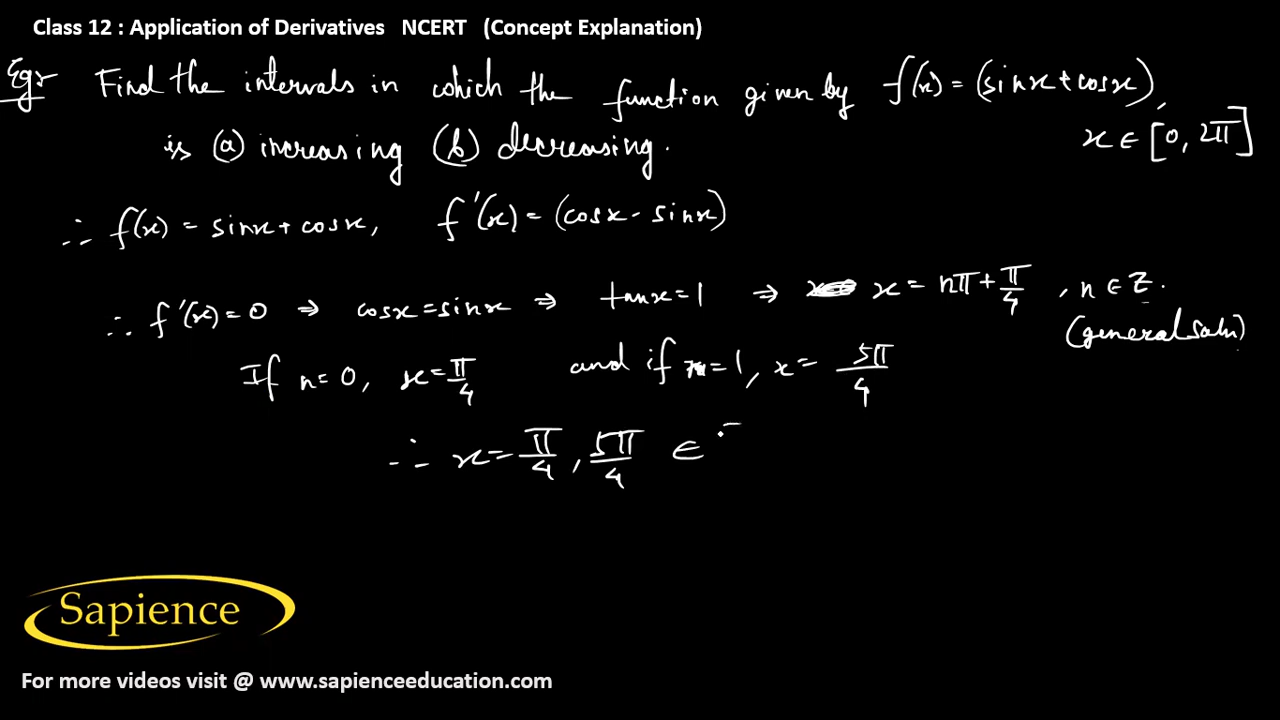 Class 12 : Application of Derivatives NCERT (Concept Explanation)
Eg:- Find the intervals in which the function given by f(x) = (sinx + cosx),
x ∈ [0, 2π]
is (a) increasing (b) decreasing.
∴ f(x) = sinx + cosx, f'(x) = (cosx - sinx)
∴ f'(x) = 0 ⇒ cosx = sinx ⇒ tanx = 1 ⇒ x = nπ + π/4 , n ∈ Z.
(general soln)
If n = 0, x = π/4 and if n = 1, x = 5π/4
∴ x = π/4, 5π/4 ∈
Sapience
For more videos visit @ www.sapienceeducation.com